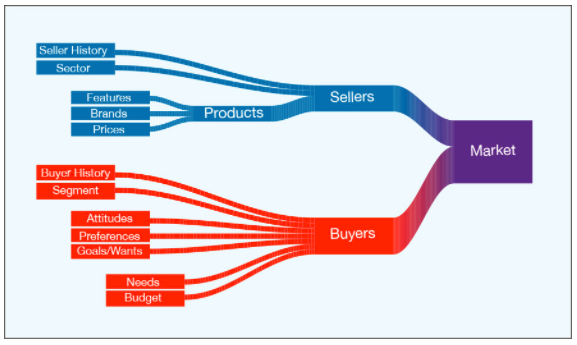 Seller History
Sector
Features
Brands
Prices
Products
Sellers
Market
Buyer History
Segment
Attitudes
Preferences
Goals/Wants
Needs
Budget
Buyers